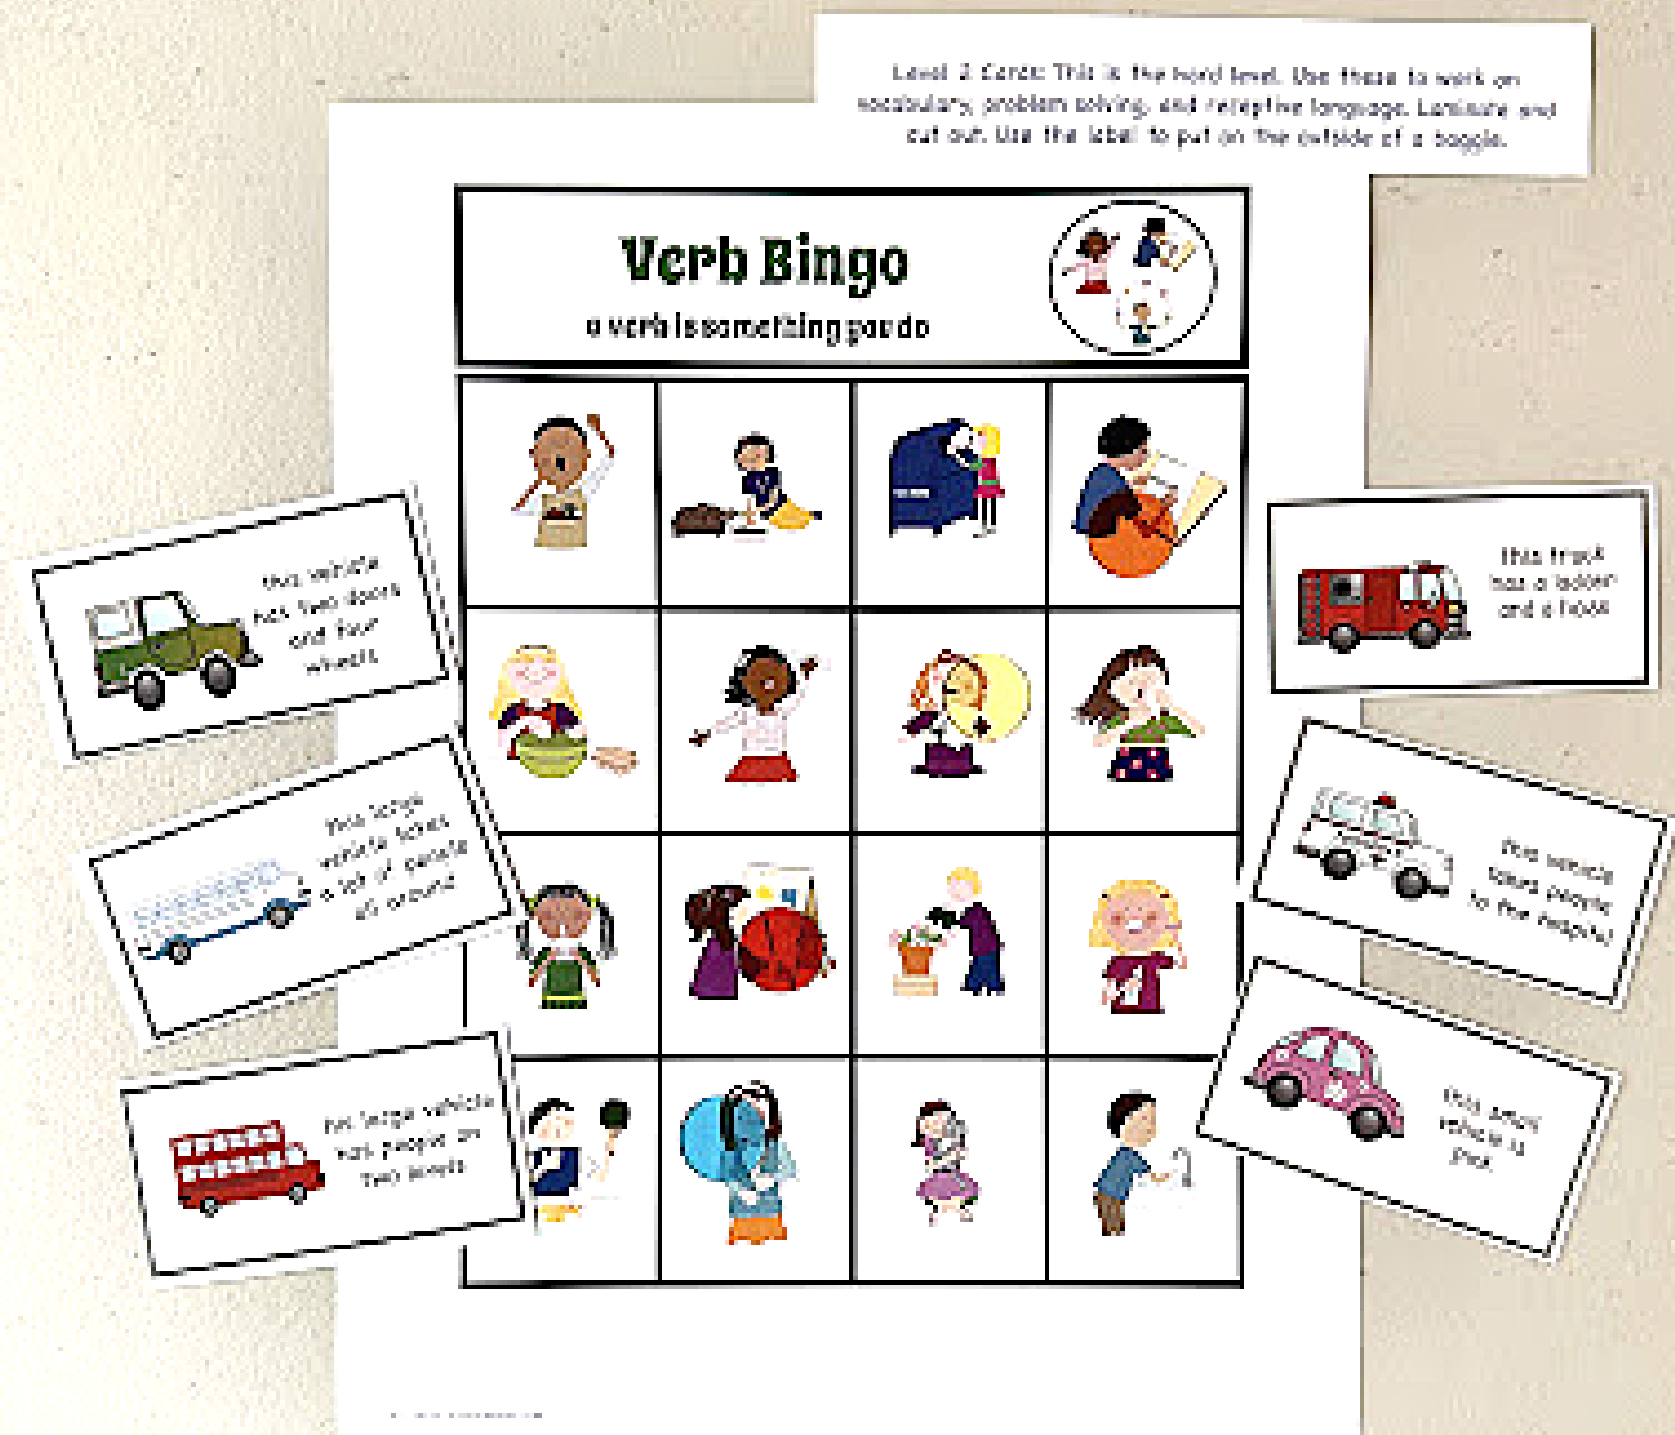 Level 2 Cards: This is the hard level. Use these to work on
vocabulary, problem solving, and receptive language. Laminate and
cut out. Use the label to put on the outside of a baggie.
Verb Bingo
a verb is something you do
this vehicle
has two doors
and four
wheels
this large
vehicle takes
a lot of people
all around
this large vehicle
has people on
two levels
this truck
has a ladder
and a hose
this vehicle
takes people
to the hospital
this small
vehicle is
pink